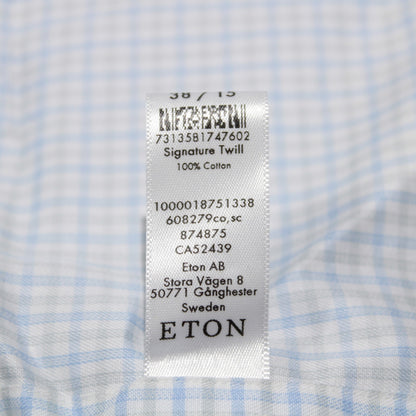 38 / 15
7313581747602
Signature Twill
100% Cotton
1000018751338
608279co,sc
874875
CA52439
Eton AB
Stora Vägen 8
50771 Gånghester
Sweden
ETON